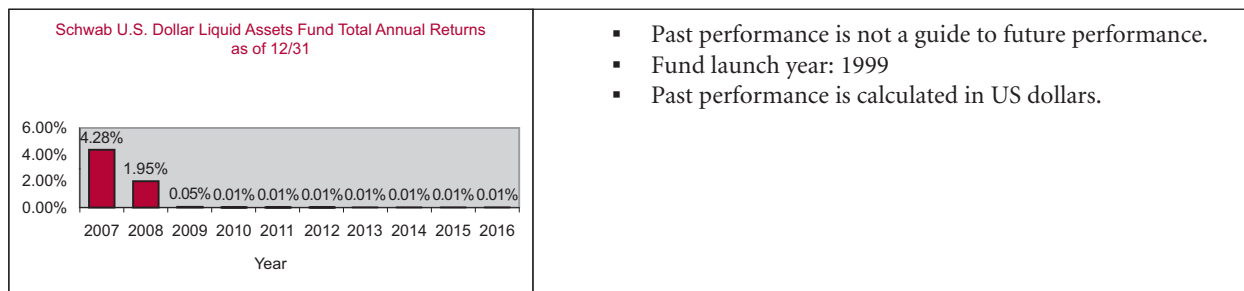 Schwab U.S. Dollar Liquid Assets Fund Total Annual Returns
as of 12/31
6.00%
4.00%
2.00%
0.00%
4.28%
1.95%
0.05% 0.01% 0.01% 0.01% 0.01% 0.01% 0.01% 0.01%
2007 2008 2009 2010 2011 2012 2013 2014 2015 2016
Year
▪ Past performance is not a guide to future performance.
▪ Fund launch year: 1999
▪ Past performance is calculated in US dollars.